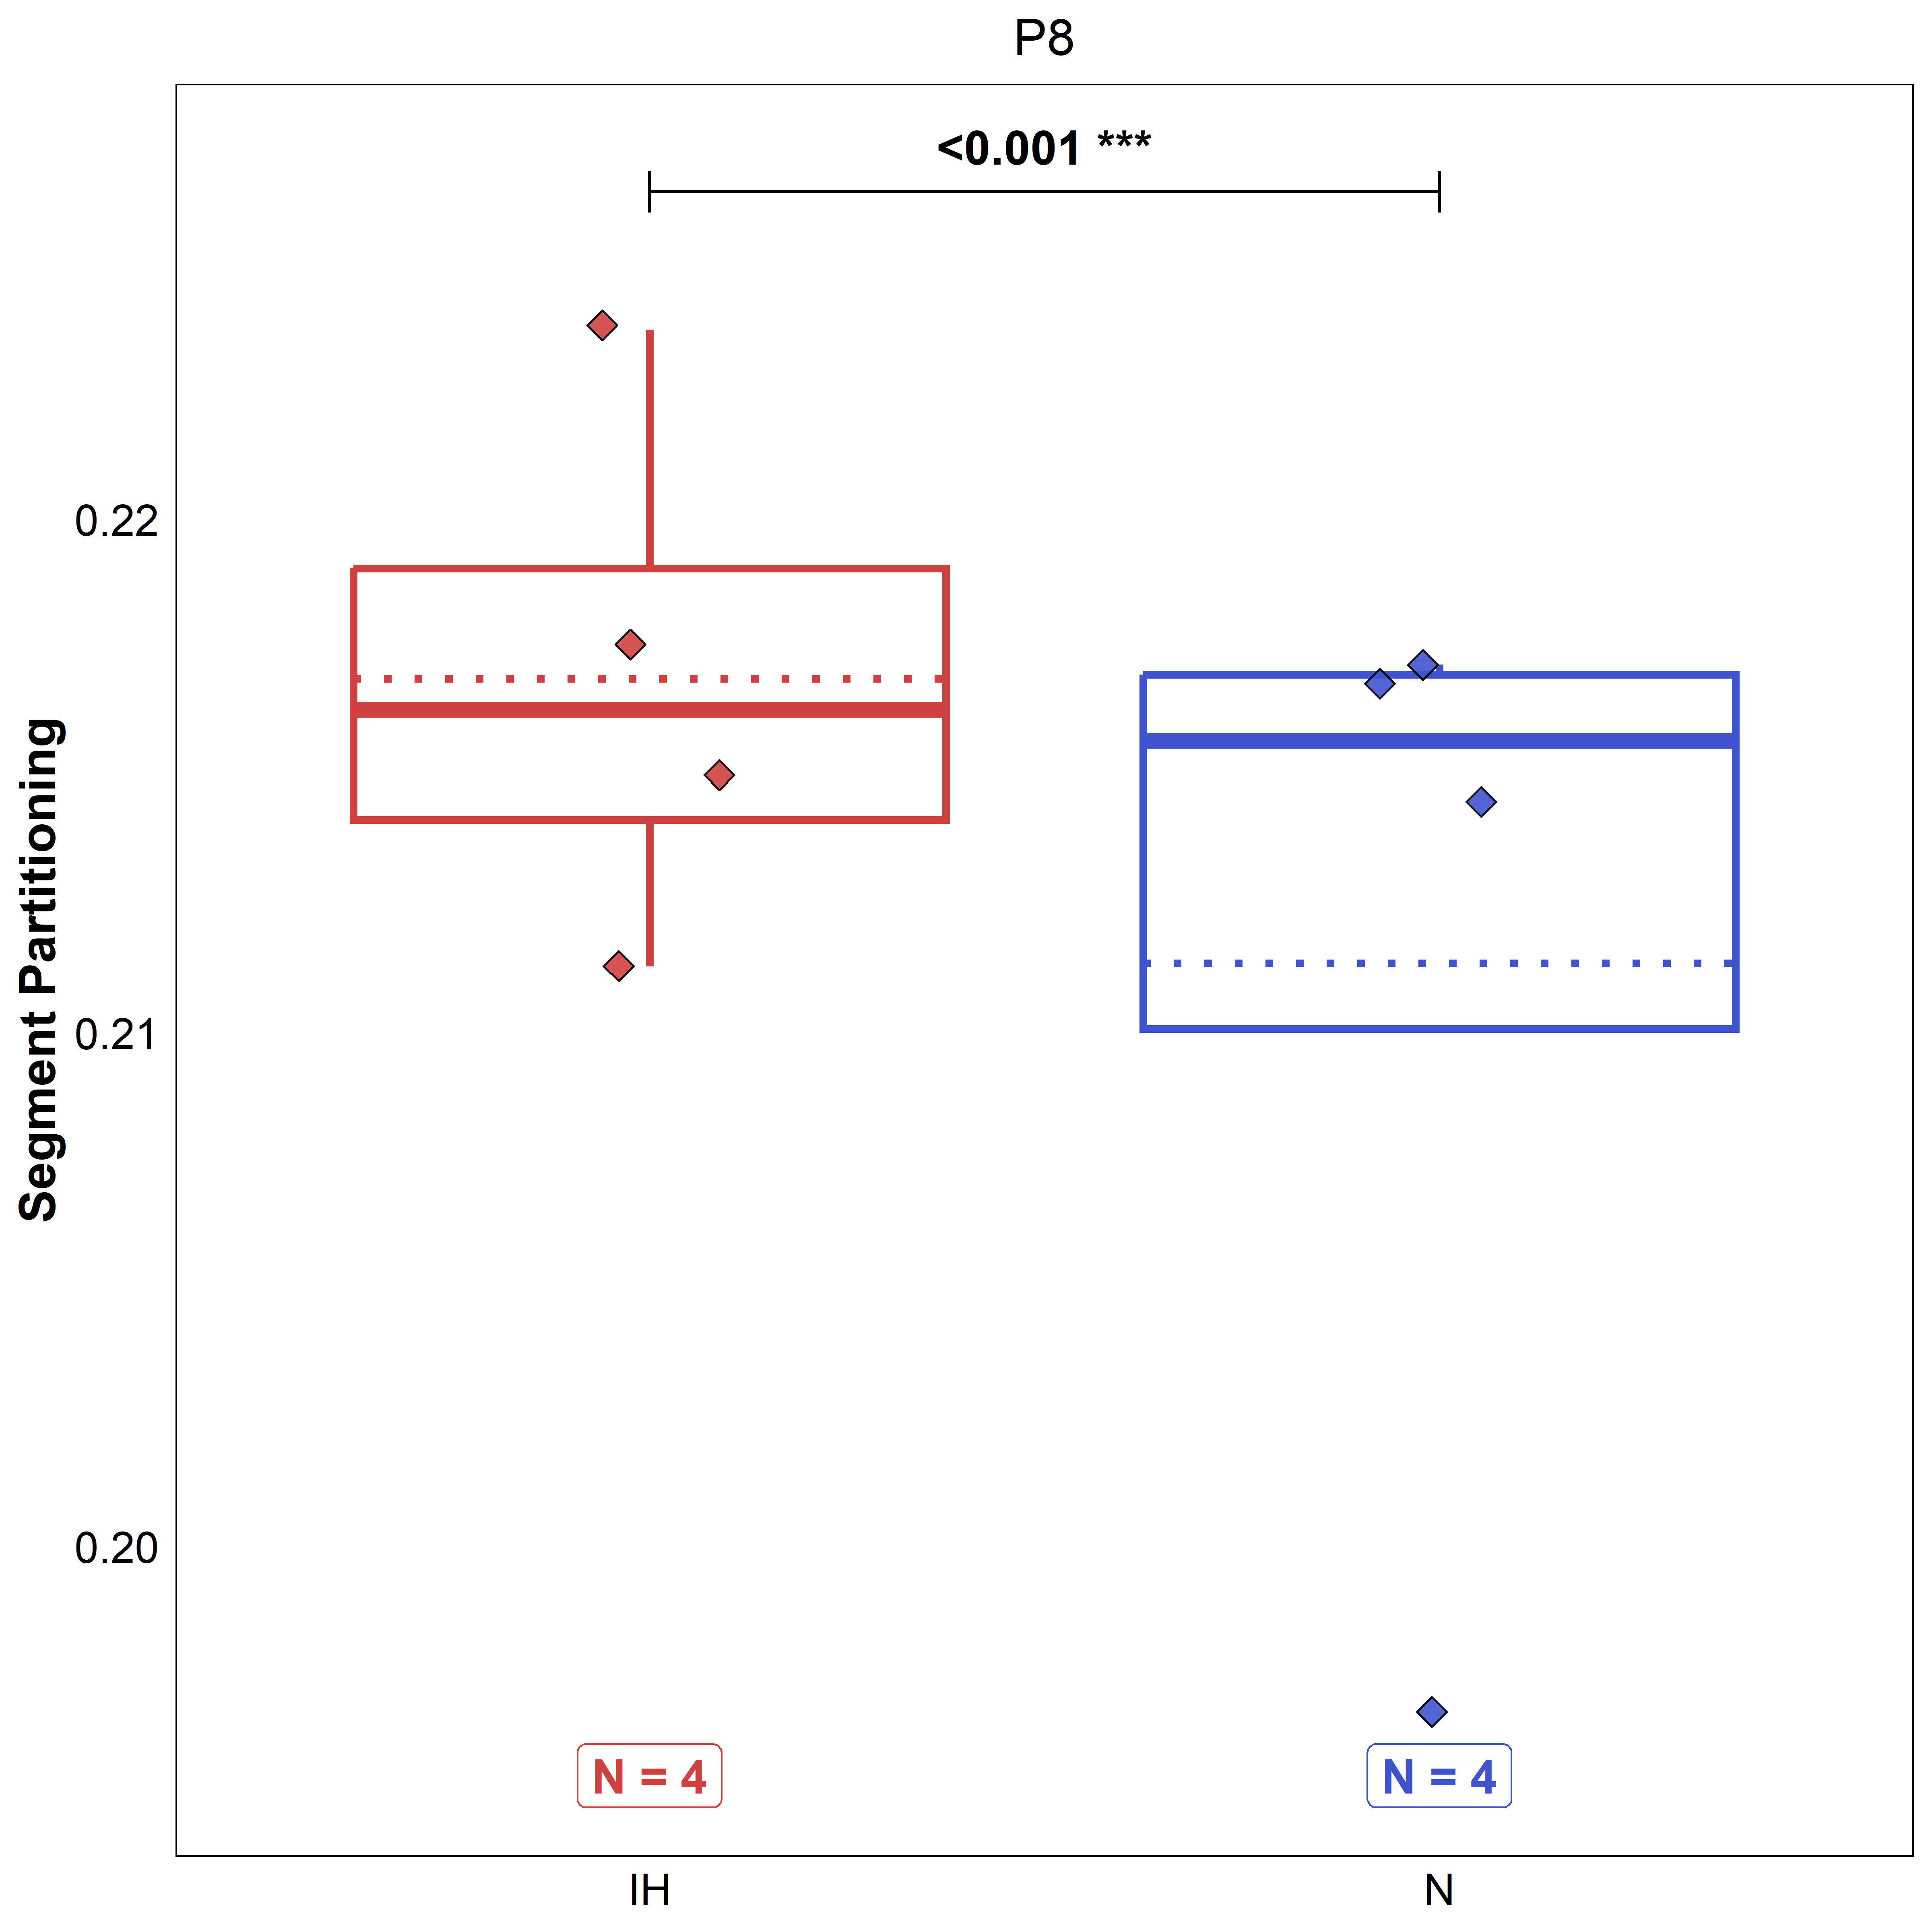 P8
<0.001 ***
Segment Partitioning
0.22
0.21
0.20
N = 4
N = 4
IH
N